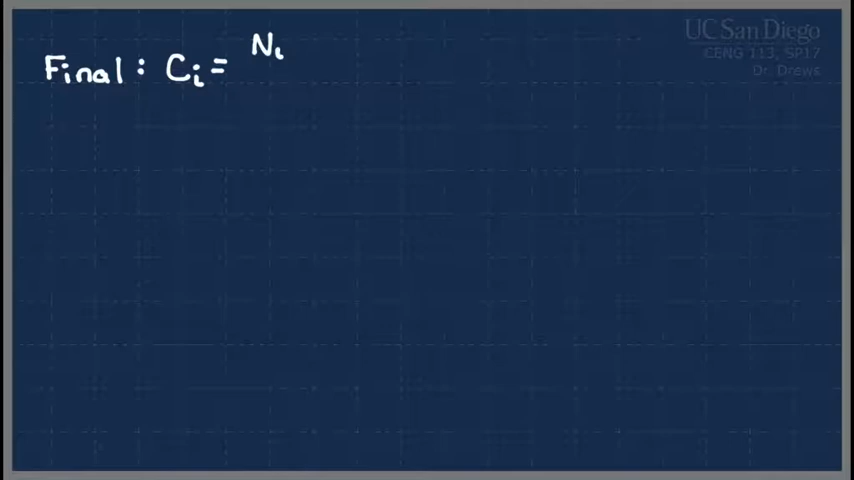 Final: Ci = Ni
UC San Diego
CENG 113, SP17
Dr. Drews